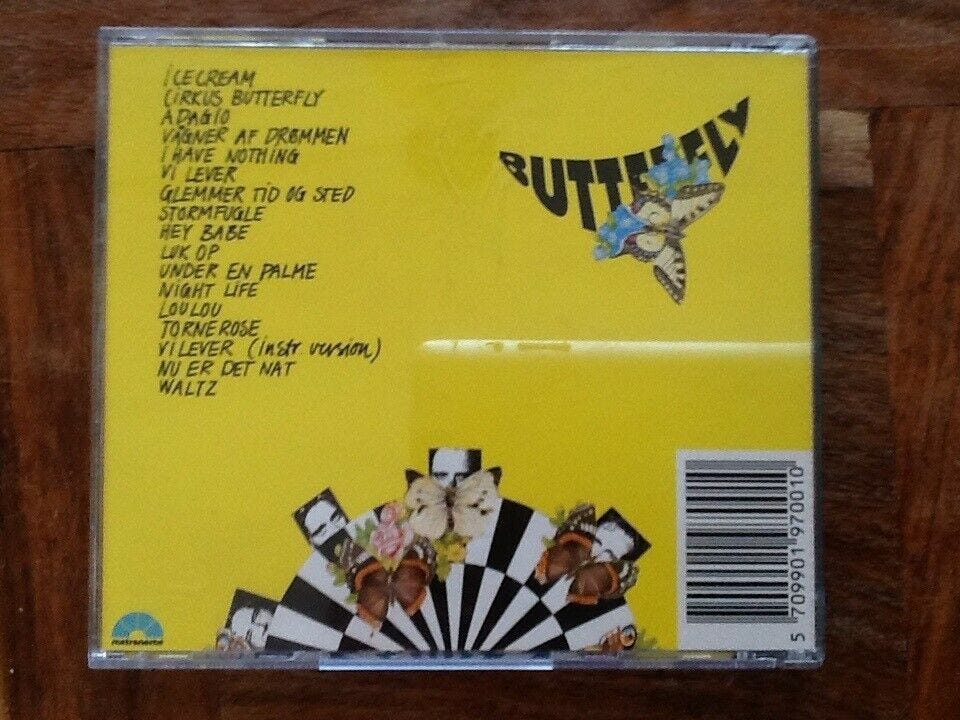 ICECREAM
CIRKUS BUTTERFLY
ADAGIO
VÅGNER AF DRØMMEN
I HAVE NOTHING
VI LEVER
GLEMMER TID OG STED
STORMFUGLE
HEY BABE
LUK OP
UNDER EN PALME
NIGHT LIFE
LOULOU
TORNEROSE
VI LEVER (instr. version)
NU ER DET NAT
WALTZ
BUTTERFLY
metronome
5 709901 970010